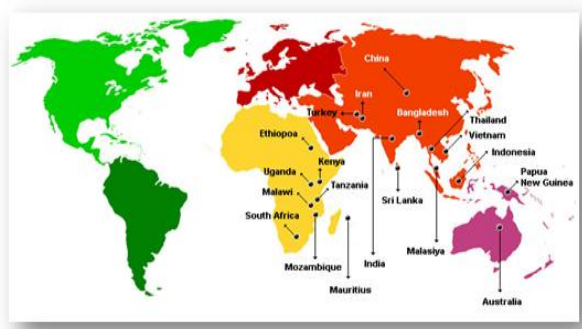 China
Iran
Turkey
Bangladesh
Thailand
Ethiopoa
Vietnam
Kenya
Indonesia
Uganda
Papua
New Guinea
Tanzania
Malawi
Sri Lanka
South Africa
Malasiya
Mozambique
India
Mauritius
Australia